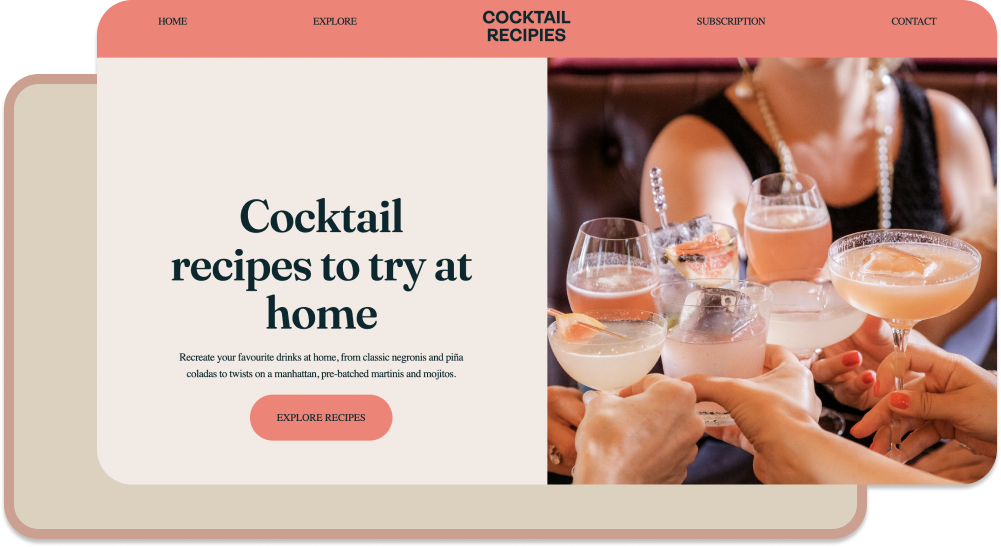 HOME
EXPLORE
COCKTAIL
RECIPIES
SUBSCRIPTION
CONTACT
Cocktail
recipes to try at
home
Recreate your favourite drinks at home, from classic negronis and piña
coladas to twists on a manhattan, pre-batched martinis and mojitos.
EXPLORE RECIPES